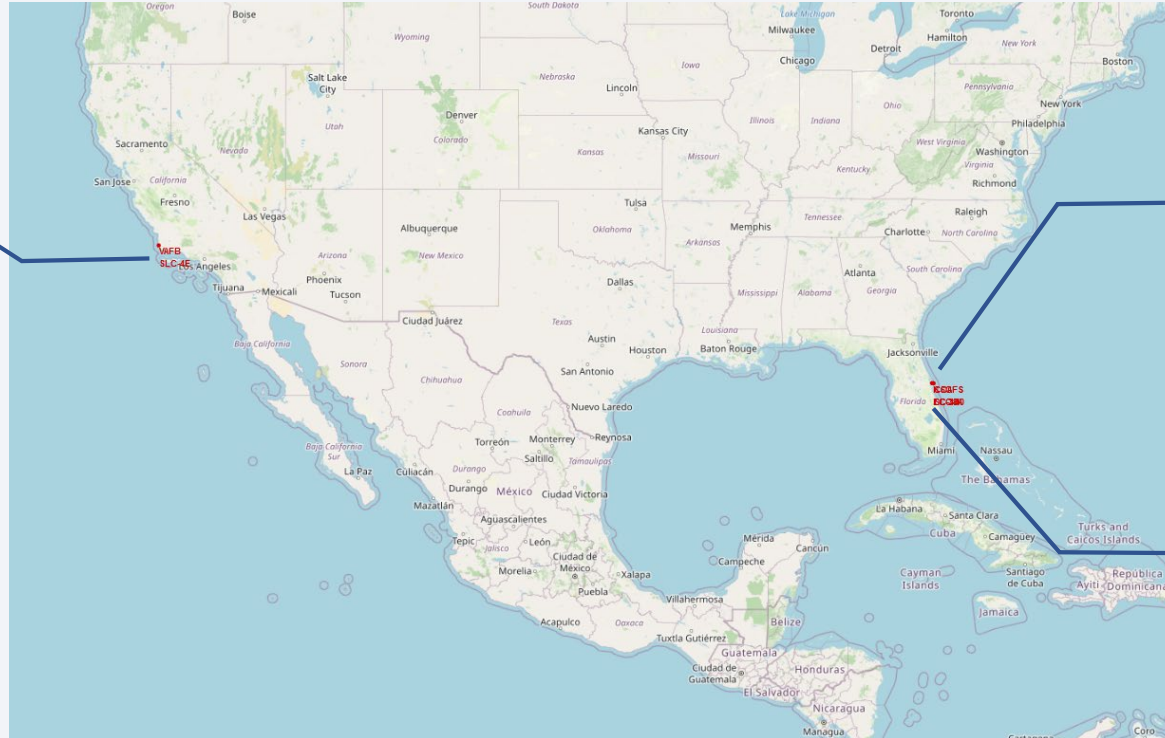 Oregon
Boise
South Dakota
Lake Michigan
Toronto
Wyoming
Milwaukee
Hamilton
New York
Detroit
Iowa
Chicago
Boston
Salt Lake
City
Nebraska
Lincoln
Pennsylvania
Ohio
New York
Denver
Utah
Illinois
Indiana
Philadelphia
Sacramento
Nevada
Colorado
Kansas City
West Virginia
Washington
Kansas
Missouri
Virginia
San Jose
California
Kentucky
Richmond
Fresno
Las Vegas
Tulsa
Raleigh
Albuquerque
Oklahoma
Memphis
Tennessee
Charlotte
North Carolina
VAFB
SLC-4E
Los Angeles
Arizona
New Mexico
Arkansas
Atlanta
South Carolina
Phoenix
Dallas
Tijuana
Mexicali
Tucson
Mississippi
Alabama
Georgia
Ciudad Juárez
Texas
Louisiana
Baja California
Austin
Houston
Baton Rouge
Jacksonville
Sonora
San Antonio
Chihuahua
Florida
Coahuila
Nuevo Laredo
Torreón
Monterrey
Reynosa
Baja California
Sur
Saltillo
Tamaulipas
Miami
Nassau
La Paz
Culiacán
Durango
The Bahamas
Durango
México
Ciudad Victoria
Mazatlán
La Habana
Santa Clara
Aguascalientes
Cuba
Camagüey
Turks and
Caicos Islands
Tepic
Jalisco
León
Mérida
Cancún
Ciudad de
México
Campeche
Morelia
Xalapa
Cayman
Islands
Santiago
de Cuba
Ayiti
República
Dominicana
Puebla
Villahermosa
Jamaica
Acapulco
Oaxaca
Tuxtla Gutiérrez
Belize
Guatemala
Ciudad de
Guatemala
Honduras
El Salvador
Nicaragua
Managua
Coro